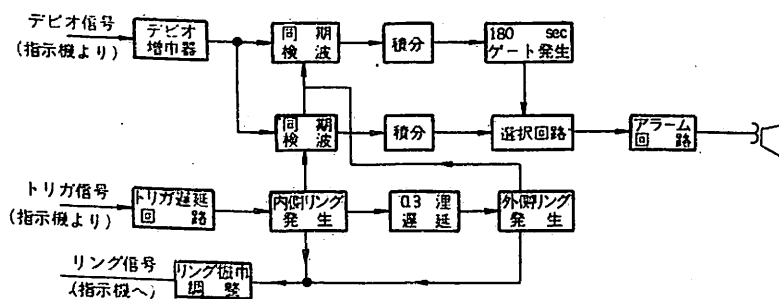 デビオ信号
(指示機より)
デビオ
増巾器
同期
検波
積分
180 sec
ゲート発生
同期
検波
積分
選択回路
アラーム
回路
トリガ信号
(指示機より)
トリガ遅延
回路
内側リング
発生
0.3 浬
遅延
外側リング
発生
リング信号
(指示機へ)
リング振巾
調整